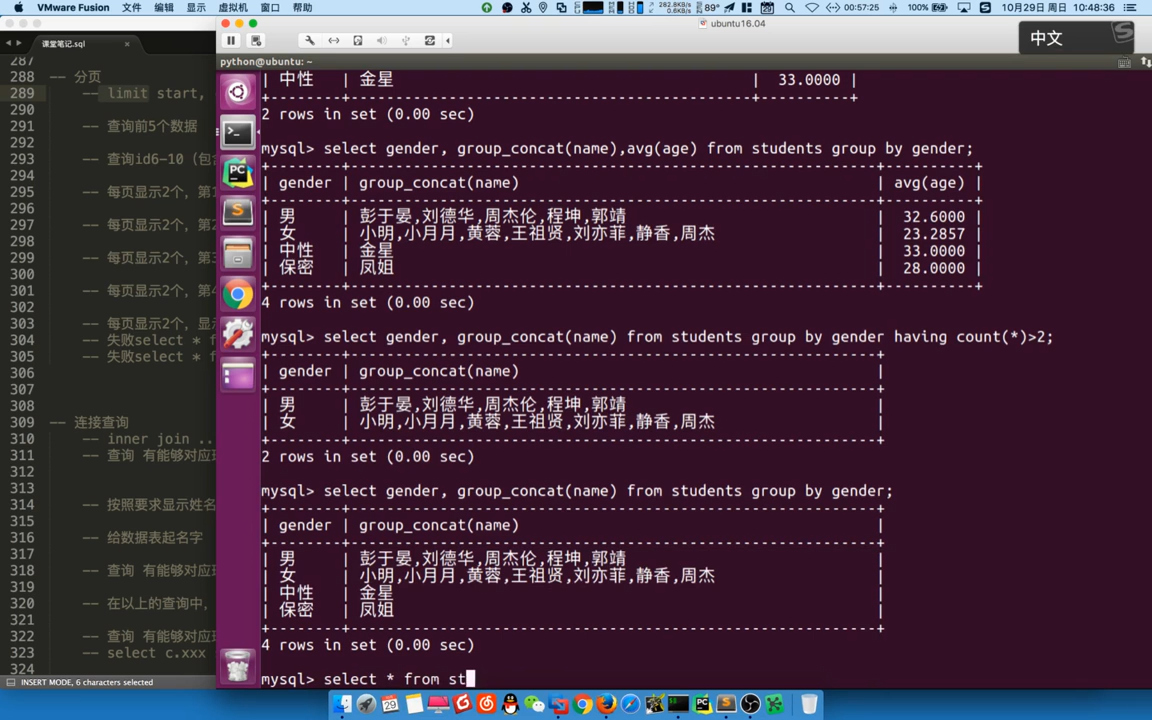 VMware Fusion 文件 编辑 显示 虚拟机 窗口 帮助 282.8KB/s 0.6KB/s 89° 00:57:25 100% 10月29日 周日 10:48:36
ubuntu16.04
中文
课堂笔记.sql ×
python@ubuntu: ~
287
288 -- 分页
289 -- limit start,
290
291 -- 查询前5个数据
292
293 -- 查询id6-10（包含
294
295 -- 每页显示2个，第1
296
297 -- 每页显示2个，第2
298
299 -- 每页显示2个，第3
300
301 -- 每页显示2个，第4
302
303 -- 每页显示2个，显示
304 -- 失败select * f
305 -- 失败select * f
306
307
308
309 -- 连接查询
310 -- inner join ..
311 -- 查询 有能够对应班
312
313
314 -- 按照要求显示姓名
315
316 -- 给数据表起名字
317
318 -- 查询 有能够对应班
319
320 -- 在以上的查询中，
321
322 -- 查询 有能够对应班
323 -- select c.xxx
324
INSERT MODE, 6 characters selected
| 中性 | 金星 | 33.0000 |
2 rows in set (0.00 sec)
mysql> select gender, group_concat(name),avg(age) from students group by gender;
| gender | group_concat(name) | avg(age) |
| 男 | 彭于晏,刘德华,周杰伦,程坤,郭靖 | 32.6000 |
| 女 | 小明,小月月,黄蓉,王祖贤,刘亦菲,静香,周杰 | 23.2857 |
| 中性 | 金星 | 33.0000 |
| 保密 | 凤姐 | 28.0000 |
4 rows in set (0.00 sec)
mysql> select gender, group_concat(name) from students group by gender having count(*)>2;
| gender | group_concat(name) |
| 男 | 彭于晏,刘德华,周杰伦,程坤,郭靖 |
| 女 | 小明,小月月,黄蓉,王祖贤,刘亦菲,静香,周杰 |
2 rows in set (0.00 sec)
mysql> select gender, group_concat(name) from students group by gender;
| gender | group_concat(name) |
| 男 | 彭于晏,刘德华,周杰伦,程坤,郭靖 |
| 女 | 小明,小月月,黄蓉,王祖贤,刘亦菲,静香,周杰 |
| 中性 | 金星 |
| 保密 | 凤姐 |
4 rows in set (0.00 sec)
mysql> select * from st